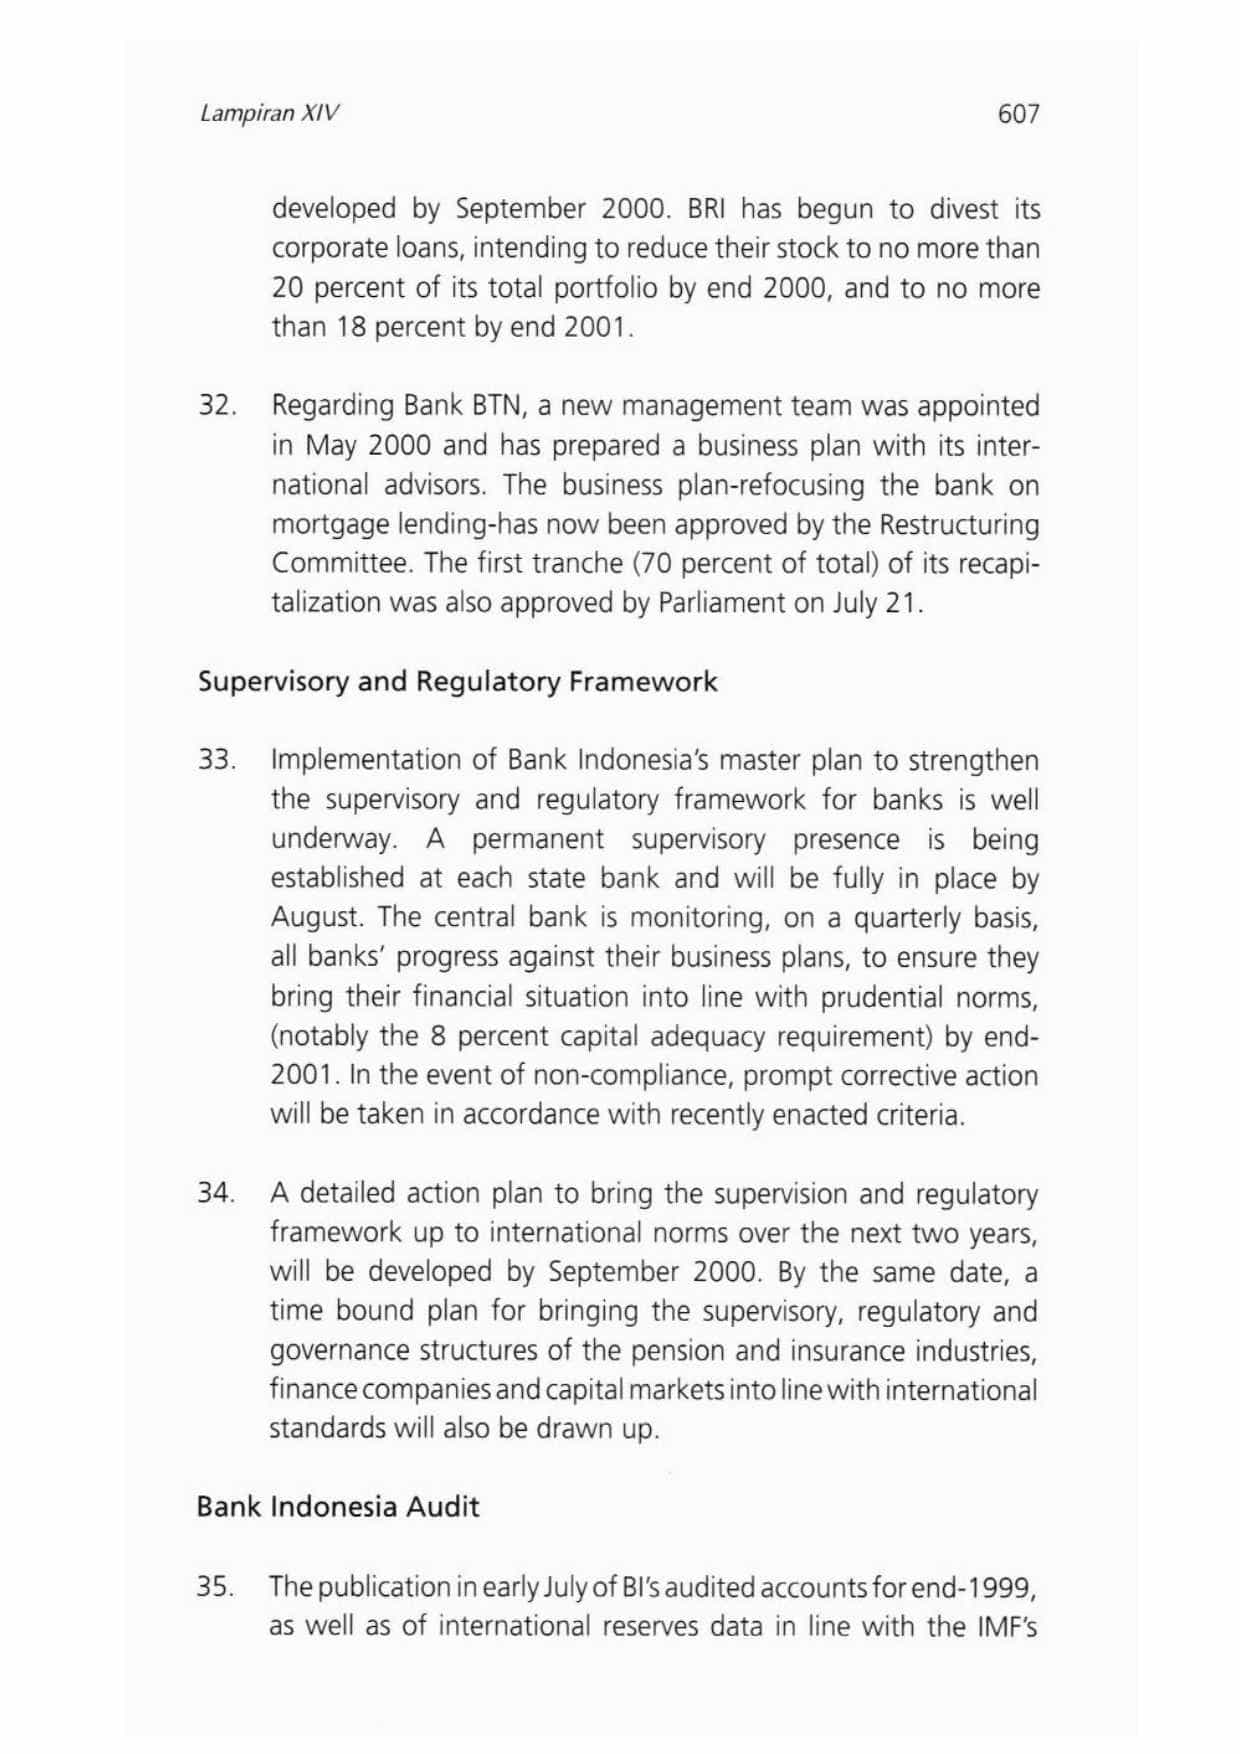 Lampiran XIV 607
developed by September 2000. BRI has begun to divest its
corporate loans, intending to reduce their stock to no more than
20 percent of its total portfolio by end 2000, and to no more
than 18 percent by end 2001.
32. Regarding Bank BTN, a new management team was appointed
in May 2000 and has prepared a business plan with its inter-
national advisors. The business plan-refocusing the bank on
mortgage lending-has now been approved by the Restructuring
Committee. The first tranche (70 percent of total) of its recapi-
talization was also approved by Parliament on July 21.
Supervisory and Regulatory Framework
33. Implementation of Bank Indonesia's master plan to strengthen
the supervisory and regulatory framework for banks is well
underway. A permanent supervisory presence is being
established at each state bank and will be fully in place by
August. The central bank is monitoring, on a quarterly basis,
all banks' progress against their business plans, to ensure they
bring their financial situation into line with prudential norms,
(notably the 8 percent capital adequacy requirement) by end-
2001. In the event of non-compliance, prompt corrective action
will be taken in accordance with recently enacted criteria.
34. A detailed action plan to bring the supervision and regulatory
framework up to international norms over the next two years,
will be developed by September 2000. By the same date, a
time bound plan for bringing the supervisory, regulatory and
governance structures of the pension and insurance industries,
finance companies and capital markets into line with international
standards will also be drawn up.
Bank Indonesia Audit
35. The publication in early July of BI's audited accounts for end-1999,
as well as of international reserves data in line with the IMF's